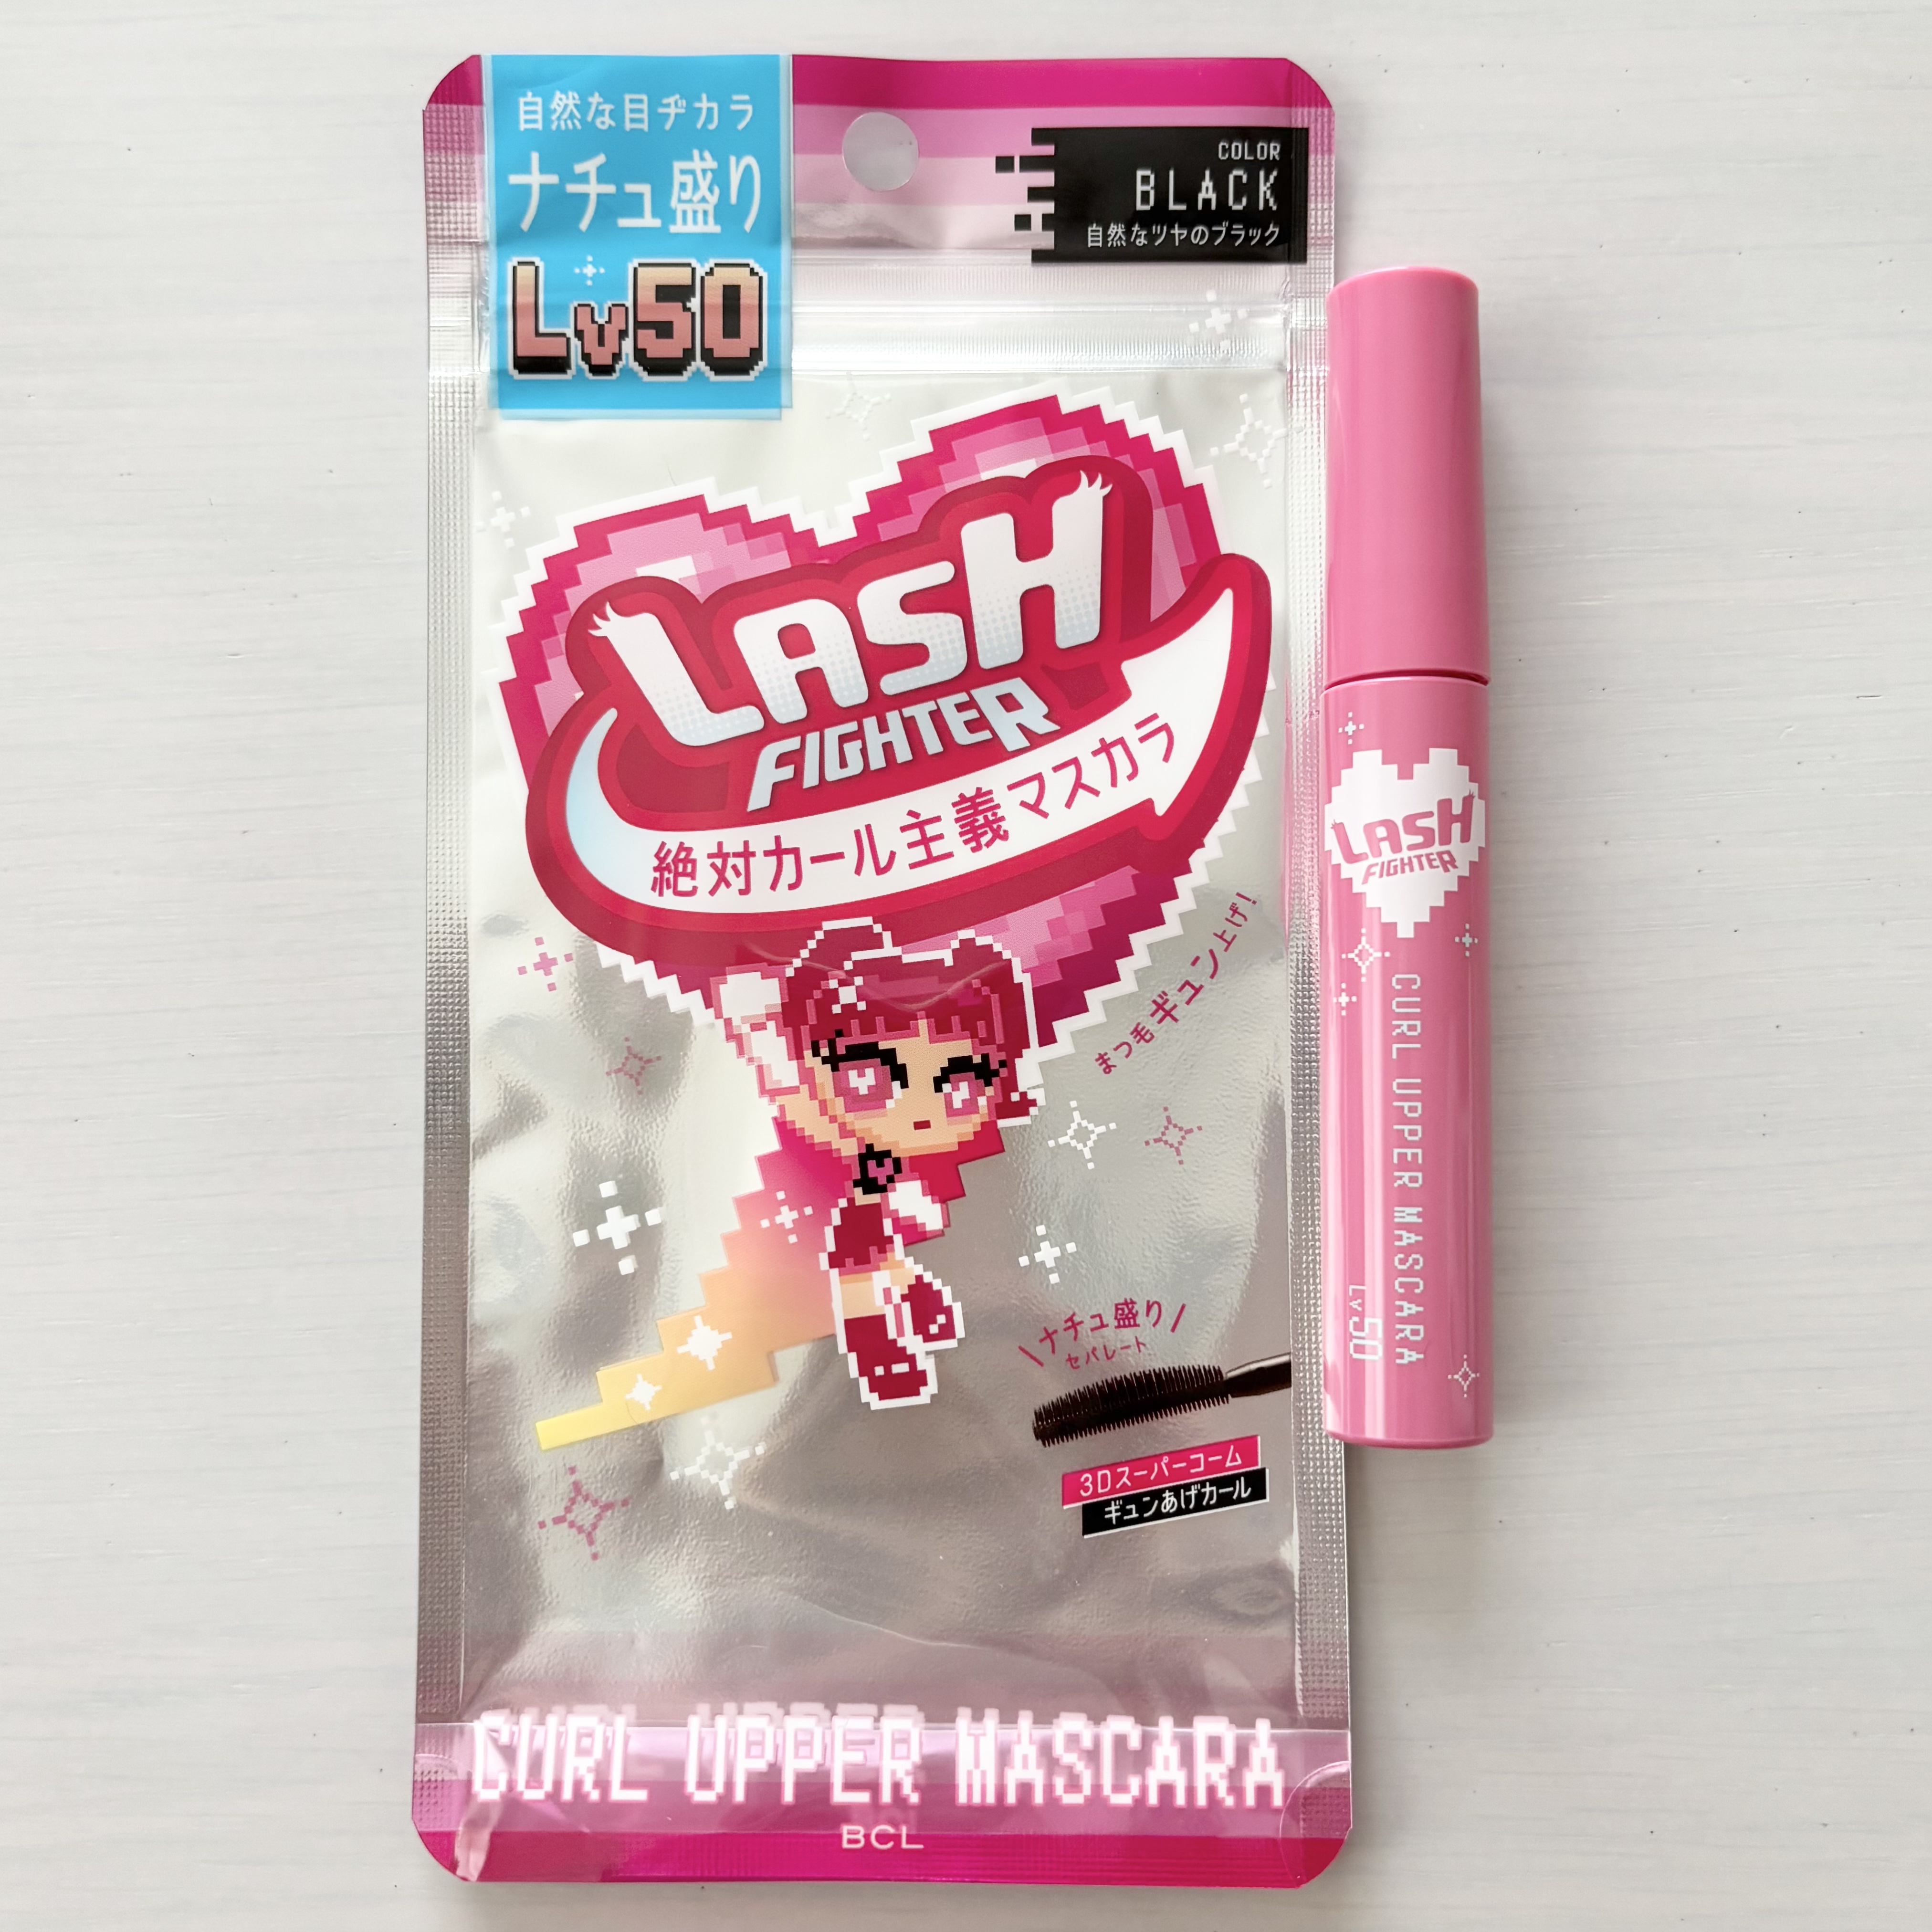 自然な目ヂカラ
ナチュ盛り
Lv50
COLOR
BLACK
自然なツヤのブラック
LASH
FIGHTER
絶対カール主義マスカラ
まつ毛ギュン上げ!
\ナチュ盛り/
セパレート
3Dスーパーコーム
ギュンあげカール
CURL UPPER MASCARA
BCL
LASH
FIGHTER
CURL UPPER MASCARA
Lv50